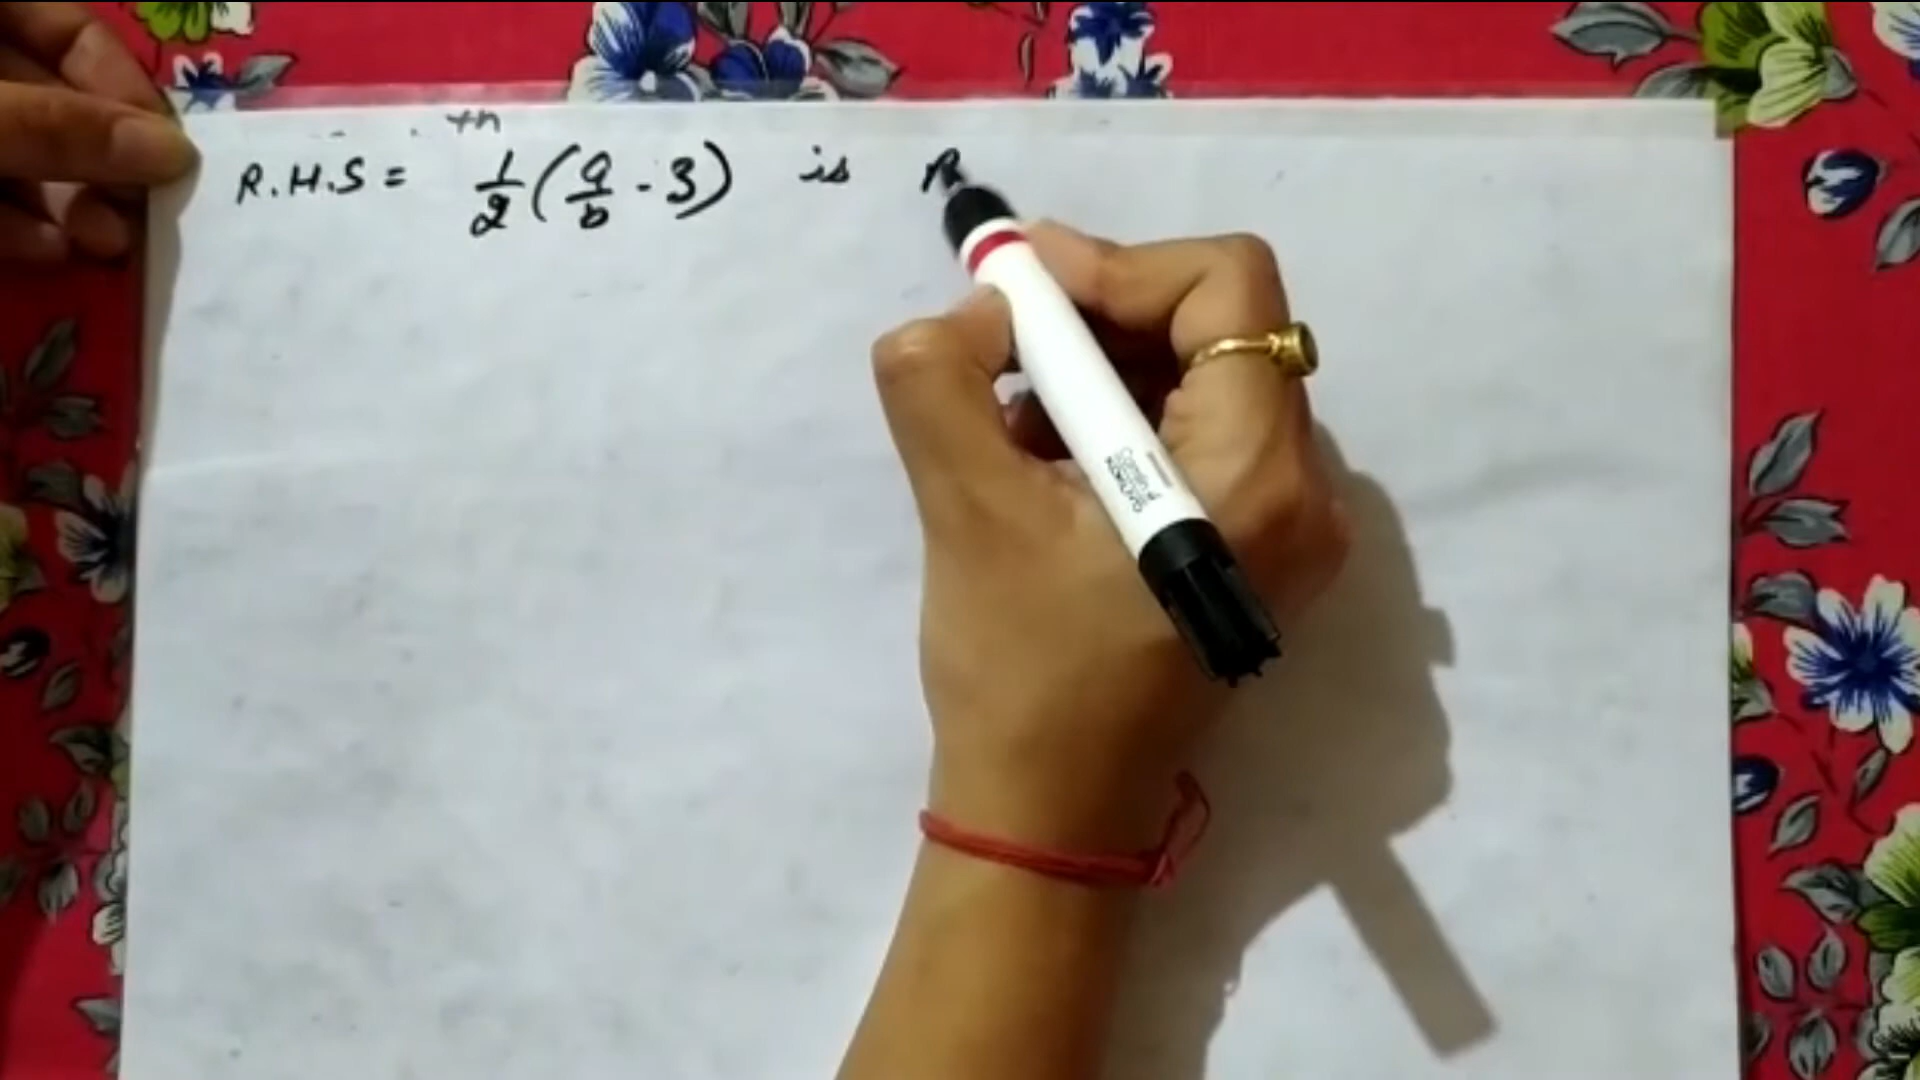 R.H.S = 1/2 (a/b - 3) is